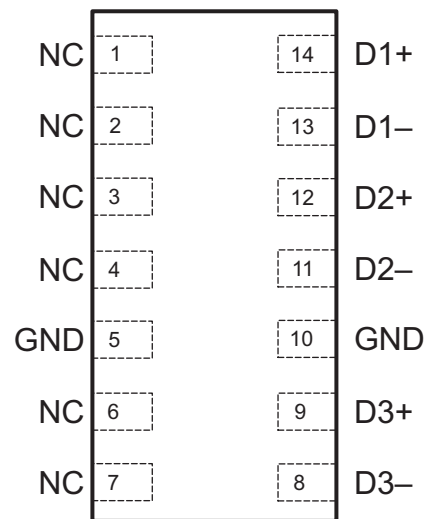 NC 1 14 D1+
NC 2 13 D1–
NC 3 12 D2+
NC 4 11 D2–
GND 5 10 GND
NC 6 9 D3+
NC 7 8 D3–